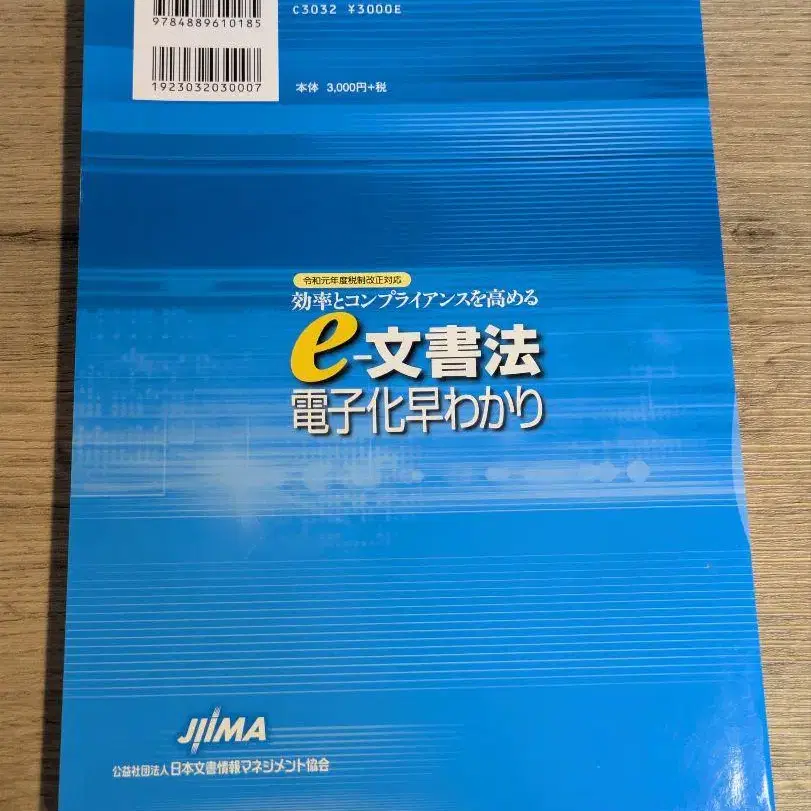 9784889610185
C3032 ¥3000E
1923032030007
本体 3,000円+税
令和元年度税制改正対応
効率とコンプライアンスを高める
e-文書法
電子化早わかり
JIIMA
公益社団法人日本文書情報マネジメント協会